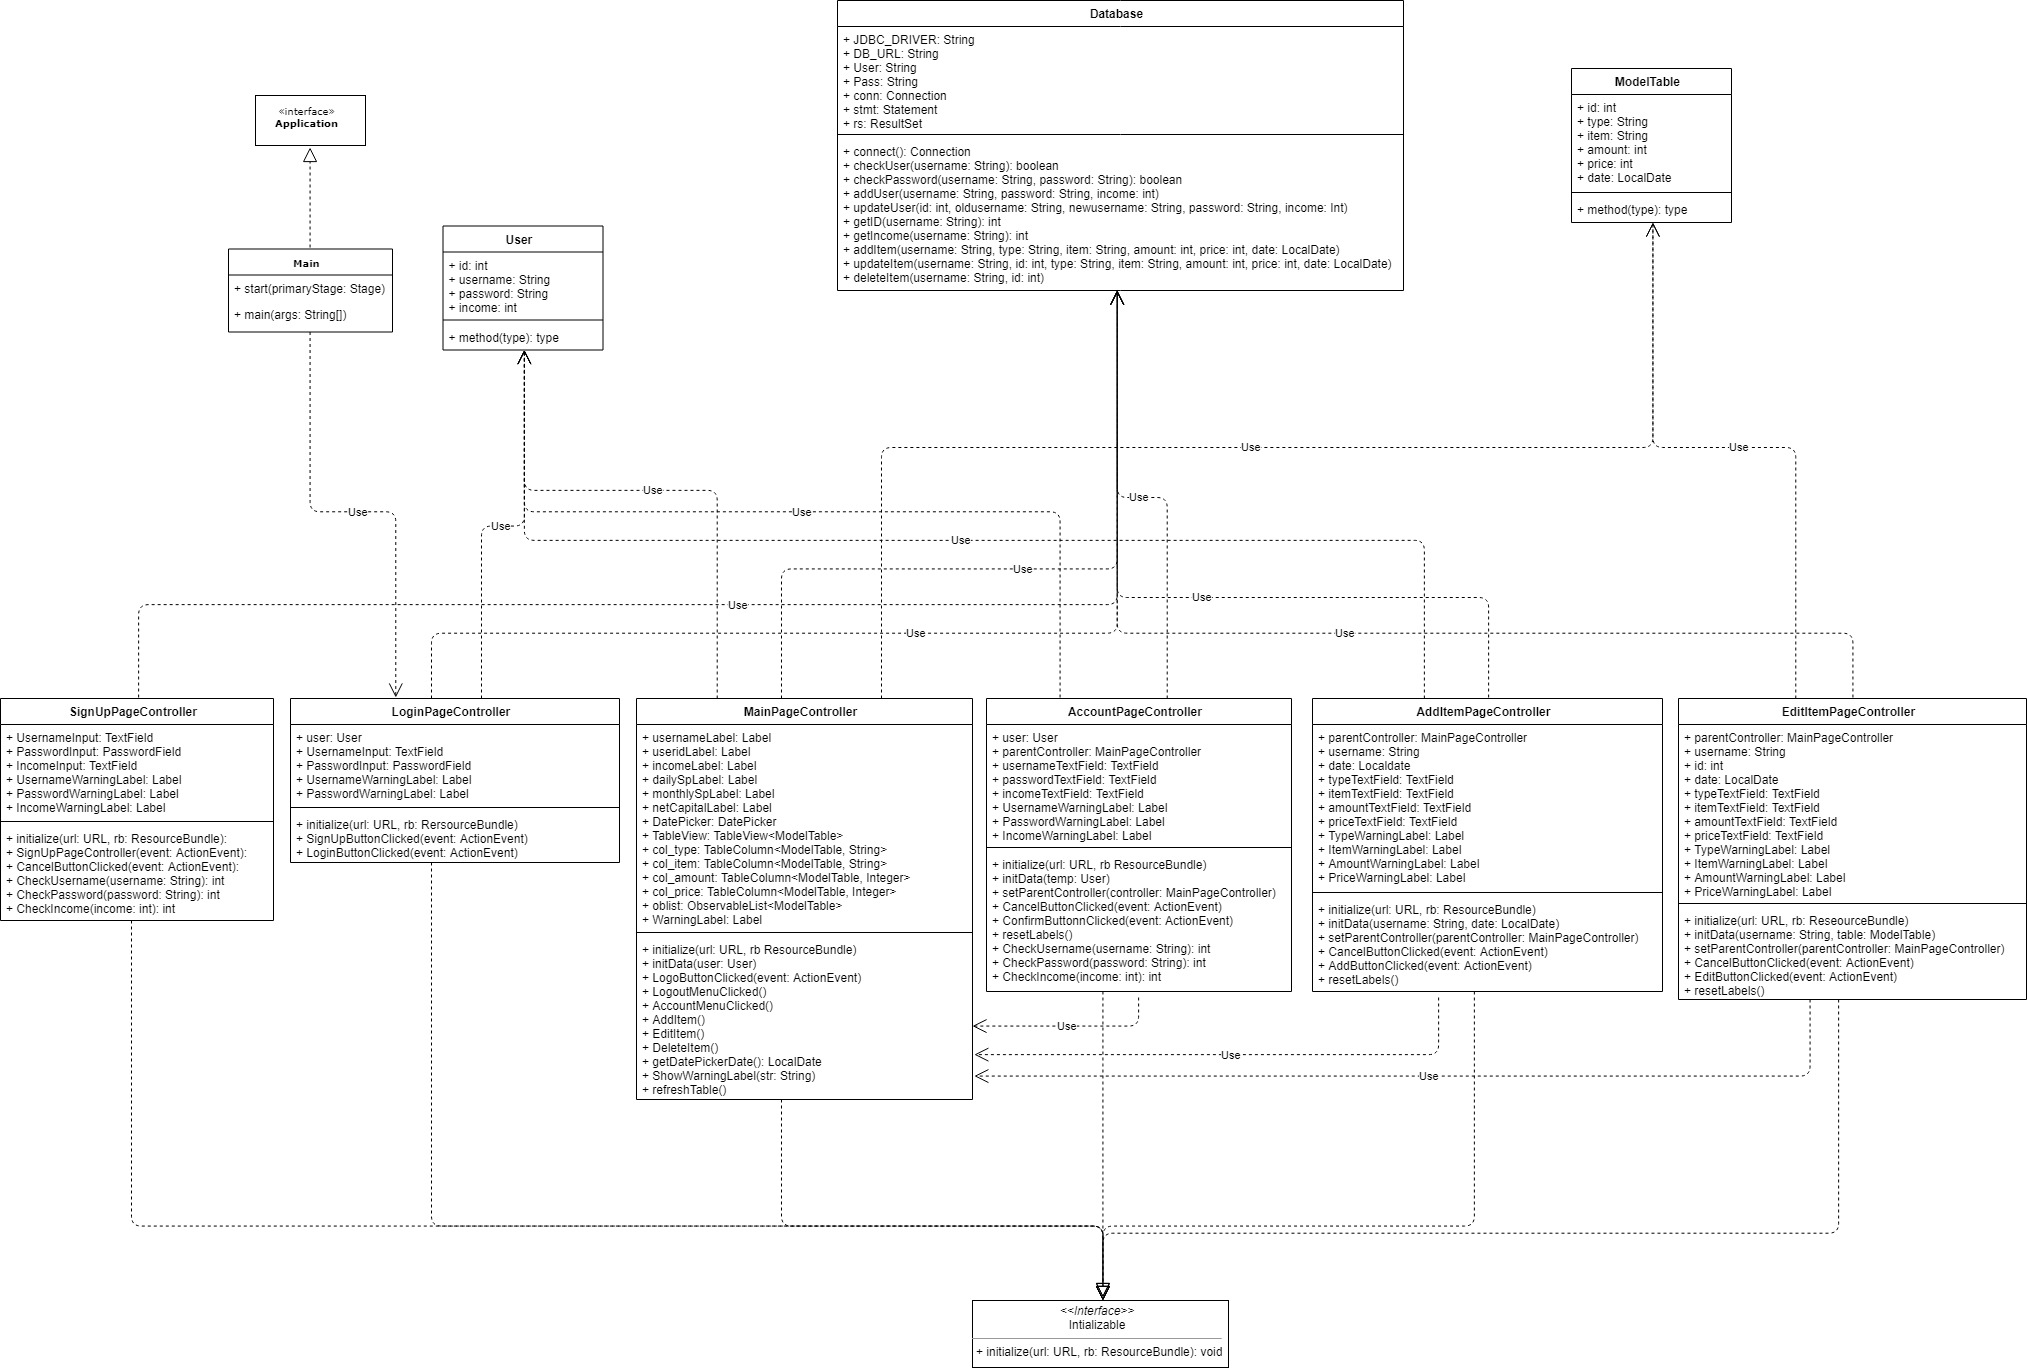 Database
+ JDBC_DRIVER: String
+ DB_URL: String
+ User: String
+ Pass: String
+ conn: Connection
+ stmt: Statement
+ rs: ResultSet
+ connect(): Connection
+ checkUser(username: String): boolean
+ checkPassword(username: String, password: String): boolean
+ addUser(username: String, password: String, income: int)
+ updateUser(id: int, oldusername: String, newusername: String, password: String, income: Int)
+ getID(username: String): int
+ getIncome(username: String): int
+ addItem(username: String, type: String, item: String, amount: int, price: int, date: LocalDate)
+ updateItem(username: String, id: int, type: String, item: String, amount: int, price: int, date: LocalDate)
+ deleteItem(username: String, id: int)
ModelTable
+ id: int
+ type: String
+ item: String
+ amount: int
+ price: int
+ date: LocalDate
+ method(type): type
«interface»
Application
Main
+ start(primaryStage: Stage)
+ main(args: String[])
User
+ id: int
+ username: String
+ password: String
+ income: int
+ method(type): type
Use
Use
Use
Use
Use
Use
Use
Use
Use
Use
Use
Use
Use
Use
SignUpPageController
+ UsernameInput: TextField
+ PasswordInput: PasswordField
+ IncomeInput: TextField
+ UsernameWarningLabel: Label
+ PasswordWarningLabel: Label
+ IncomeWarningLabel: Label
+ initialize(url: URL, rb: ResourceBundle):
+ SignUpPageController(event: ActionEvent):
+ CancelButtonClicked(event: ActionEvent):
+ CheckUsername(username: String): int
+ CheckPassword(password: String): int
+ CheckIncome(income: int): int
LoginPageController
+ user: User
+ UsernameInput: TextField
+ PasswordInput: PasswordField
+ UsernameWarningLabel: Label
+ PasswordWarningLabel: Label
+ initialize(url: URL, rb: RersourceBundle)
+ SignUpButtonClicked(event: ActionEvent)
+ LoginButtonClicked(event: ActionEvent)
MainPageController
+ usernameLabel: Label
+ useridLabel: Label
+ incomeLabel: Label
+ dailySpLabel: Label
+ monthlySpLabel: Label
+ netCapitalLabel: Label
+ DatePicker: DatePicker
+ TableView: TableView<ModelTable>
+ col_type: TableColumn<ModelTable, String>
+ col_item: TableColumn<ModelTable, String>
+ col_amount: TableColumn<ModelTable, Integer>
+ col_price: TableColumn<ModelTable, Integer>
+ oblist: ObservableList<ModelTable>
+ WarningLabel: Label
+ initialize(url: URL, rb ResourceBundle)
+ initData(user: User)
+ LogoButtonClicked(event: ActionEvent)
+ LogoutMenuClicked()
+ AccountMenuClicked()
+ AddItem()
+ EditItem()
+ DeleteItem()
+ getDatePickerDate(): LocalDate
+ ShowWarningLabel(str: String)
+ refreshTable()
AccountPageController
+ user: User
+ parentController: MainPageController
+ usernameTextField: TextField
+ passwordTextField: TextField
+ incomeTextField: TextField
+ UsernameWarningLabel: Label
+ PasswordWarningLabel: Label
+ IncomeWarningLabel: Label
+ initialize(url: URL, rb ResourceBundle)
+ initData(temp: User)
+ setParentController(controller: MainPageController)
+ CancelButtonClicked(event: ActionEvent)
+ ConfirmButtonnClicked(event: ActionEvent)
+ resetLabels()
+ CheckUsername(username: String): int
+ CheckPassword(password: String): int
+ CheckIncome(income: int): int
AddItemPageController
+ parentController: MainPageController
+ username: String
+ date: Localdate
+ typeTextField: TextField
+ itemTextField: TextField
+ amountTextField: TextField
+ priceTextField: TextField
+ TypeWarningLabel: Label
+ ItemWarningLabel: Label
+ AmountWarningLabel: Label
+ PriceWarningLabel: Label
+ initialize(url: URL, rb: ResourceBundle)
+ initData(username: String, date: LocalDate)
+ setParentController(parentController: MainPageController)
+ CancelButtonClicked(event: ActionEvent)
+ AddButtonClicked(event: ActionEvent)
+ resetLabels()
EditItemPageController
+ parentController: MainPageController
+ username: String
+ id: int
+ date: LocalDate
+ typeTextField: TextField
+ itemTextField: TextField
+ amountTextField: TextField
+ priceTextField: TextField
+ TypeWarningLabel: Label
+ ItemWarningLabel: Label
+ AmountWarningLabel: Label
+ PriceWarningLabel: Label
+ initialize(url: URL, rb: ReseourceBundle)
+ initData(username: String, table: ModelTable)
+ setParentController(parentController: MainPageController)
+ CancelButtonClicked(event: ActionEvent)
+ EditButtonClicked(event: ActionEvent)
+ resetLabels()
Use
Use
Use
<<Interface>>
Intializable
+ initialize(url: URL, rb: ResourceBundle): void